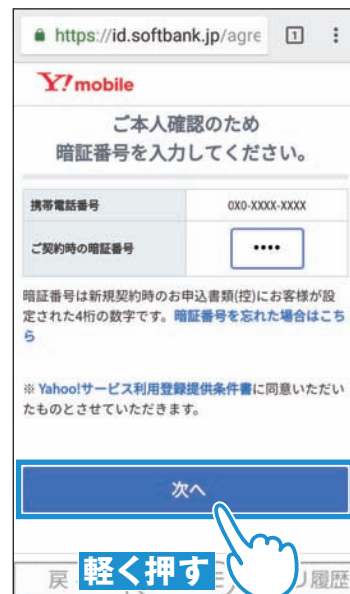 https://id.softbank.jp/agre
1
Y!mobile
ご本人確認のため
暗証番号を入力してください。
携帯電話番号
0X0-XXXX-XXXX
ご契約時の暗証番号
••••
暗証番号は新規契約時のお申込書類(控)にお客様が設
定された4桁の数字です。暗証番号を忘れた場合はこち
ら
※ Yahoo!サービス利用登録提供条件書に同意いただい
たものとさせていただきます。
次へ
軽く押す
戻
履歴